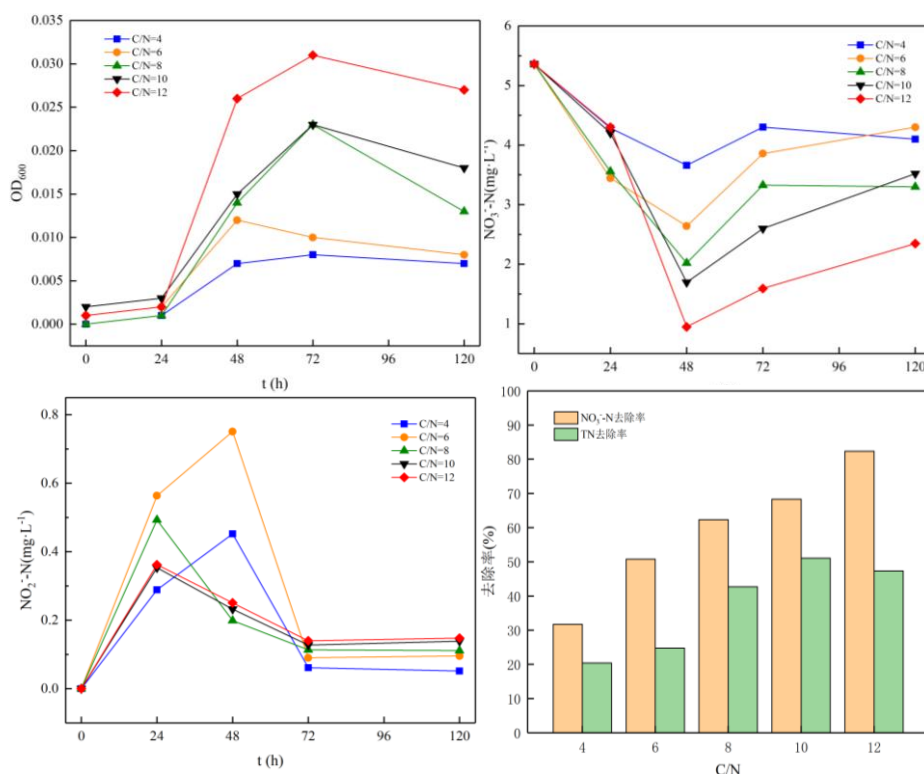 0.035
0.030
0.025
0.020
0.015
0.010
0.005
0.000
OD600
C/N=4
C/N=6
C/N=8
C/N=10
C/N=12
0 24 48 72 96 120
t (h)
6
5
4
3
2
1
NO3⁻-N(mg·L⁻¹)
C/N=4
C/N=6
C/N=8
C/N=10
C/N=12
0 24 48 72 96 120
0.8
0.6
0.4
0.2
0.0
NO2⁻-N(mg·L⁻¹)
C/N=4
C/N=6
C/N=8
C/N=10
C/N=12
0 24 48 72 96 120
t (h)
100
90
80
70
60
50
40
30
20
10
0
去除率(%)
NO3⁻-N去除率
TN去除率
4 6 8 10 12
C/N